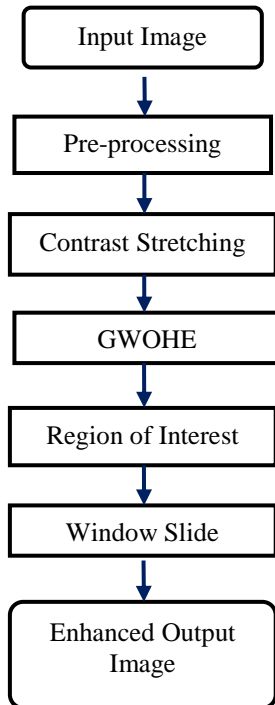 Input Image
Pre-processing
Contrast Stretching
GWOHE
Region of Interest
Window Slide
Enhanced Output
Image